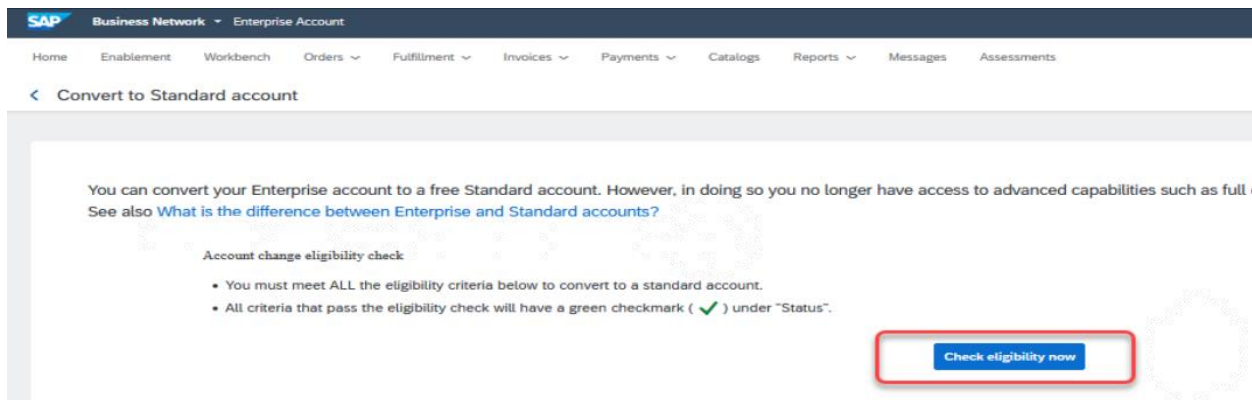 SAP Business Network Enterprise Account
Home Enablement Workbench Orders Fulfillment Invoices Payments Catalogs Reports Messages Assessments
Convert to Standard account
You can convert your Enterprise account to a free Standard account. However, in doing so you no longer have access to advanced capabilities such as full
See also What is the difference between Enterprise and Standard accounts?
Account change eligibility check
• You must meet ALL the eligibility criteria below to convert to a standard account.
• All criteria that pass the eligibility check will have a green checkmark ( ✓ ) under "Status".
Check eligibility now